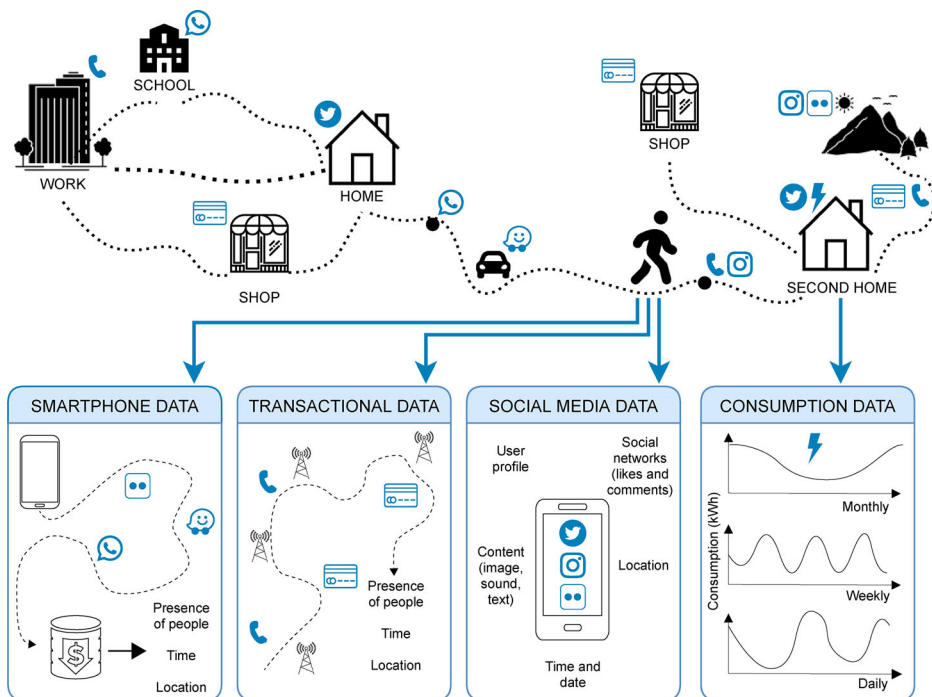 SCHOOL
WORK
HOME
SHOP
SHOP
SECOND HOME
SMARTPHONE DATA
Presence
of people
Time
Location
$
TRANSACTIONAL DATA
Presence
of people
Time
Location
SOCIAL MEDIA DATA
User
profile
Social
networks
(likes and
comments)
Content
(image,
sound,
text)
Location
Time and
date
CONSUMPTION DATA
Consumption (kWh)
Monthly
Weekly
Daily